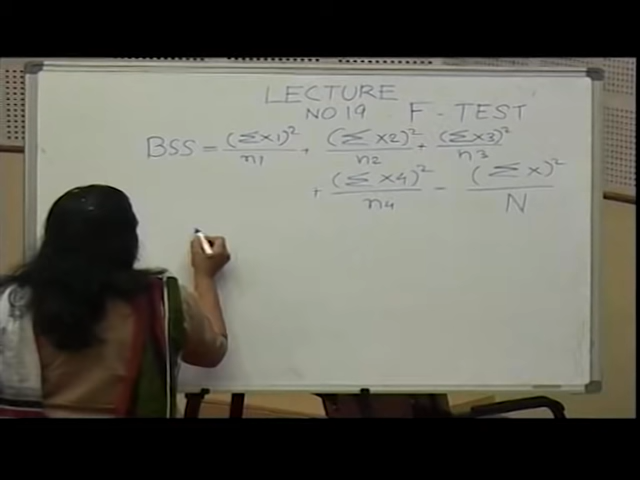 LECTURE
NO 19 F - TEST
BSS = (Σx1)²/n1 + (Σx2)²/n2 + (Σx3)²/n3
+ (Σx4)²/n4 - (Σx)²/N